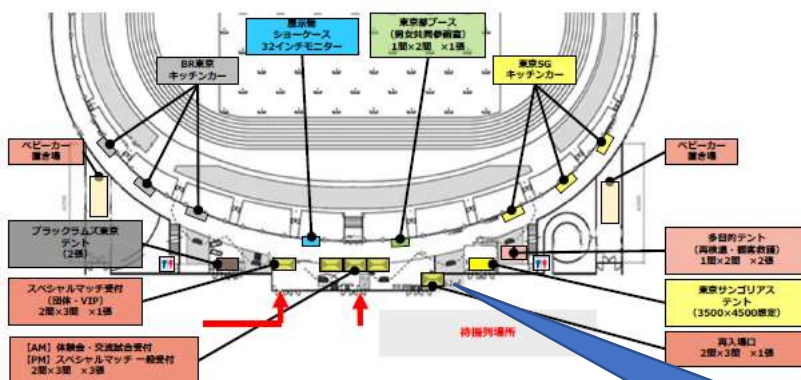 展示物
ショーケース
32インチモニター
東京都ブース
(男女共同参画室)
1間×2間 ×1張
BR東京
キッチンカー
東京SG
キッチンカー
ベビーカー
置き場
ベビーカー
置き場
ブラックラムズ東京
テント
(2張)
多目的テント
(再検温・観客救護)
1間×2間 ×2張
スペシャルマッチ受付
(団体・VIP)
2間×3間 ×1張
東京サンゴリアス
テント
(3500×4500想定)
待機列場所
【AM】体験会・交流試合受付
【PM】スペシャルマッチ 一般受付
2間×3間 ×3張
再入場口
2間×3間 ×1張